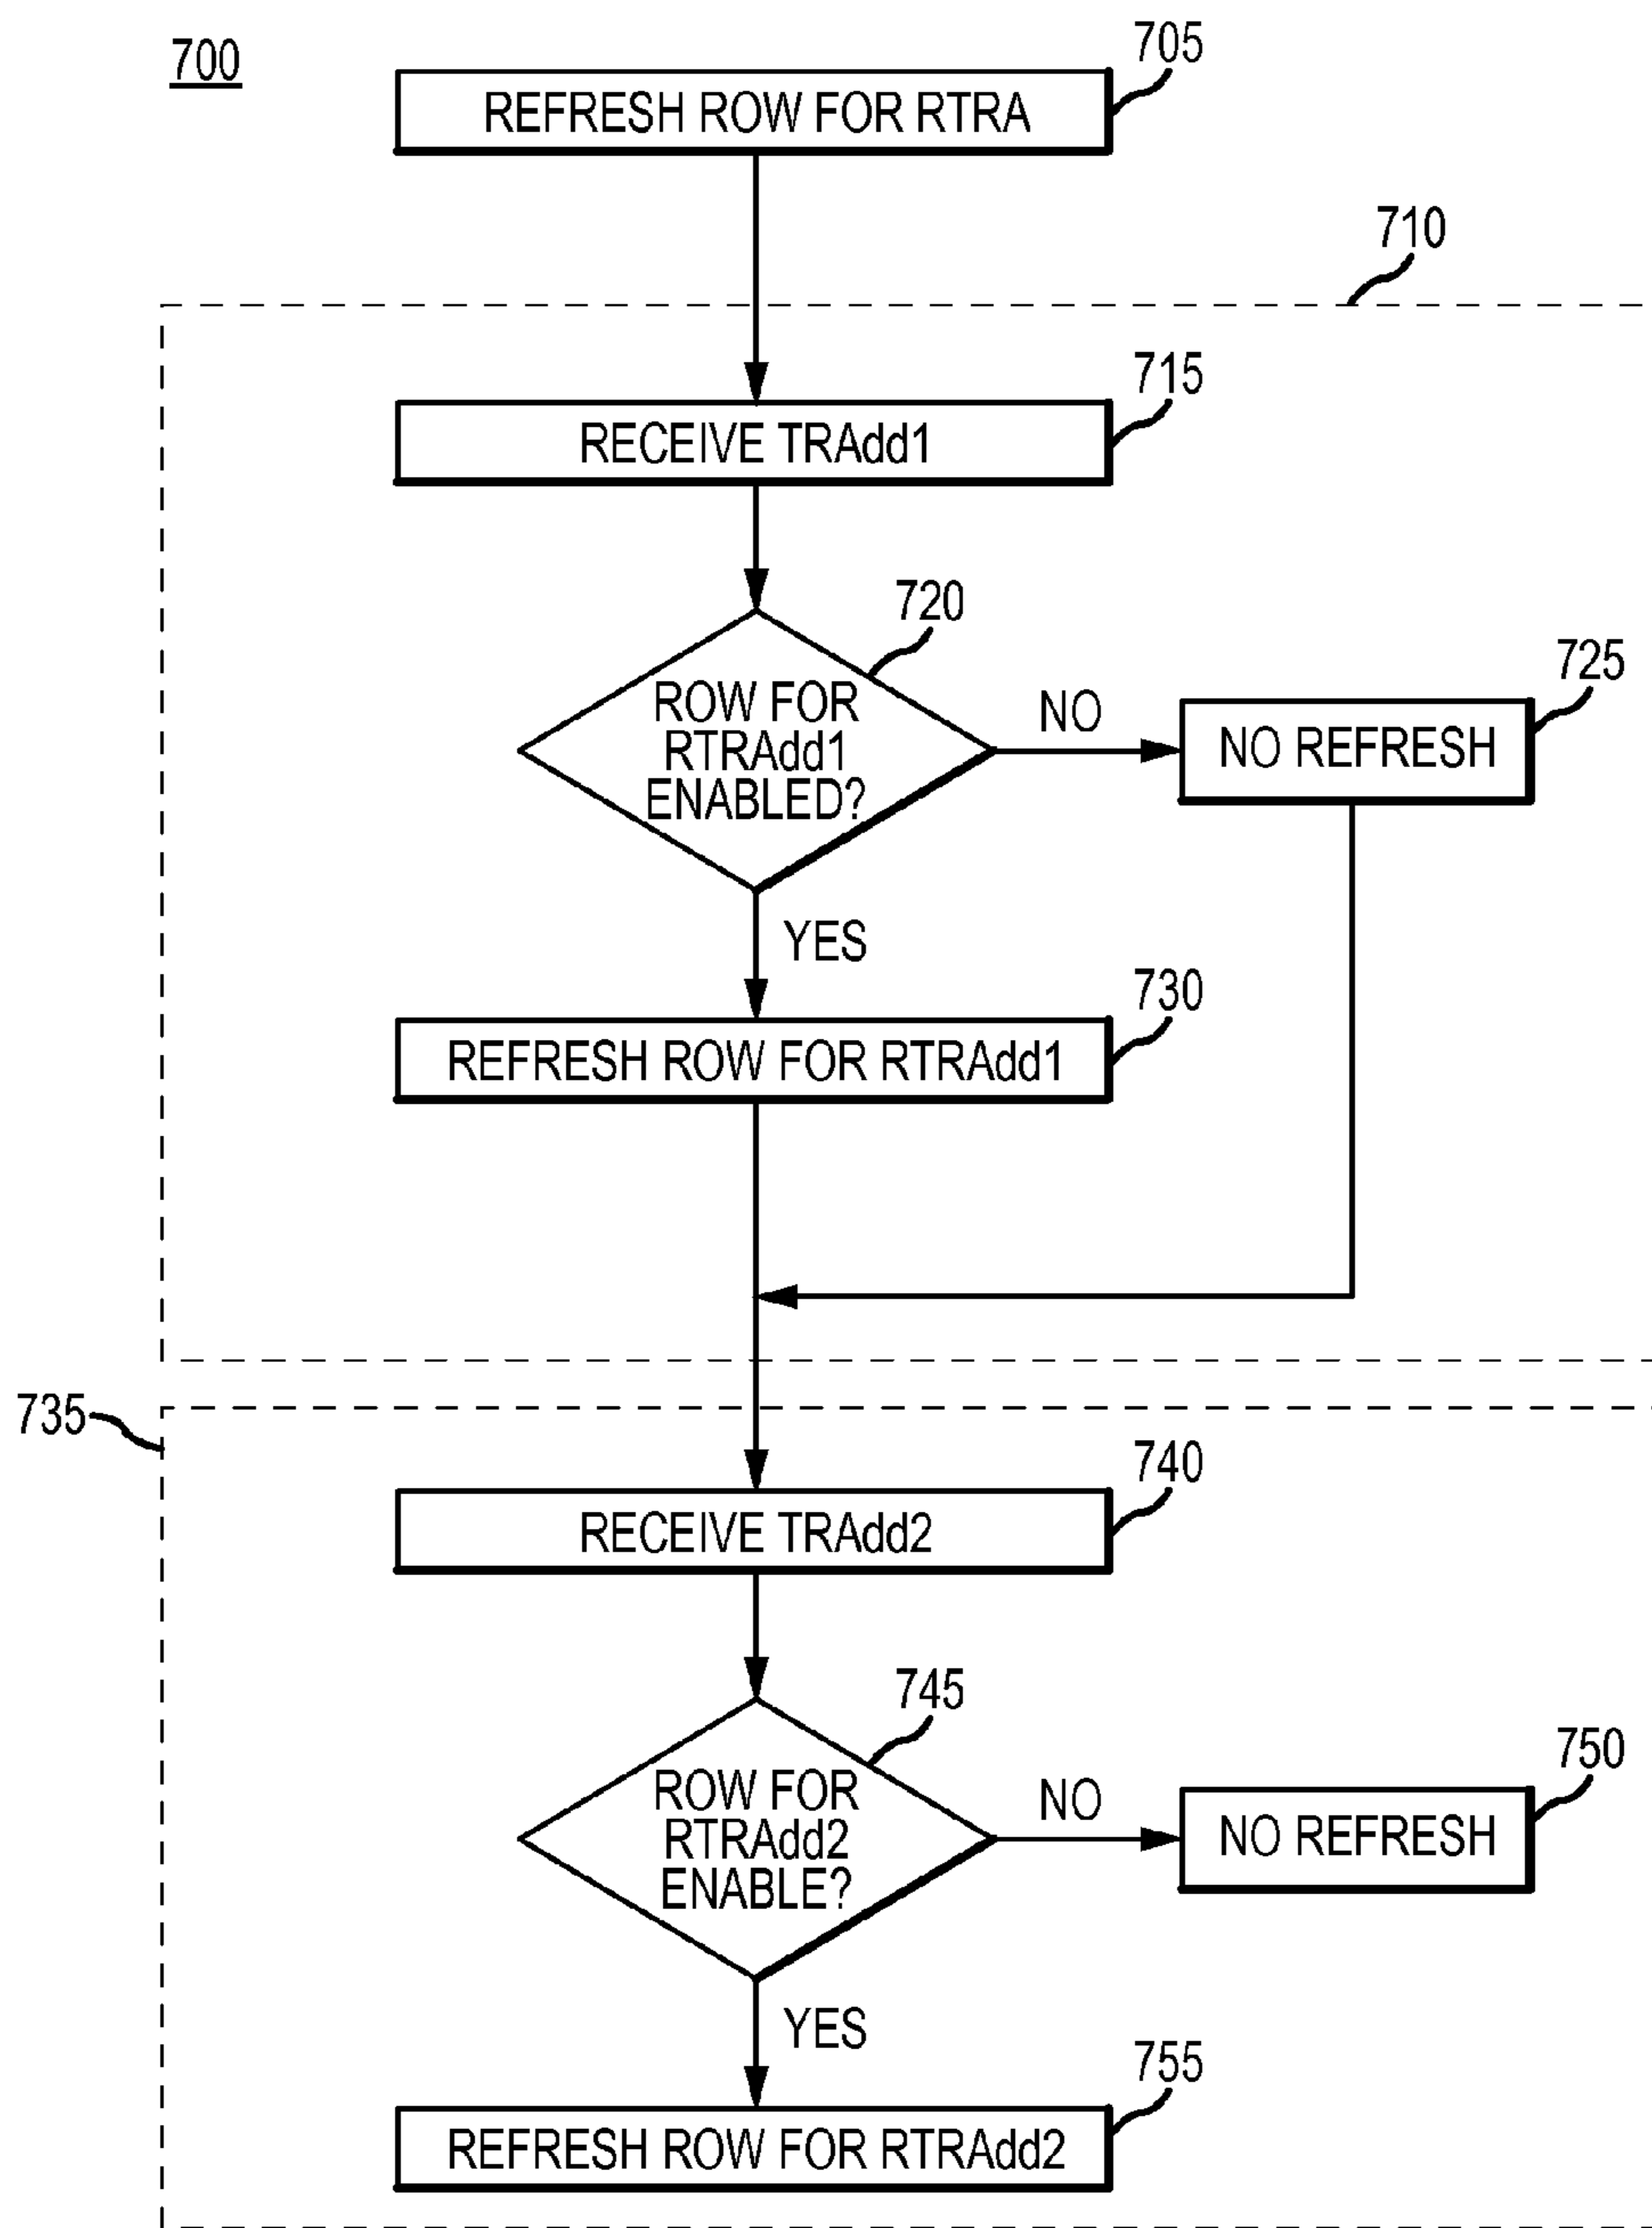 700
705
REFRESH ROW FOR RTRA
710
715
RECEIVE TRAdd1
720
ROW FOR
RTRAdd1
ENABLED?
NO
725
NO REFRESH
YES
730
REFRESH ROW FOR RTRAdd1
735
740
RECEIVE TRAdd2
745
ROW FOR
RTRAdd2
ENABLE?
NO
750
NO REFRESH
YES
755
REFRESH ROW FOR RTRAdd2